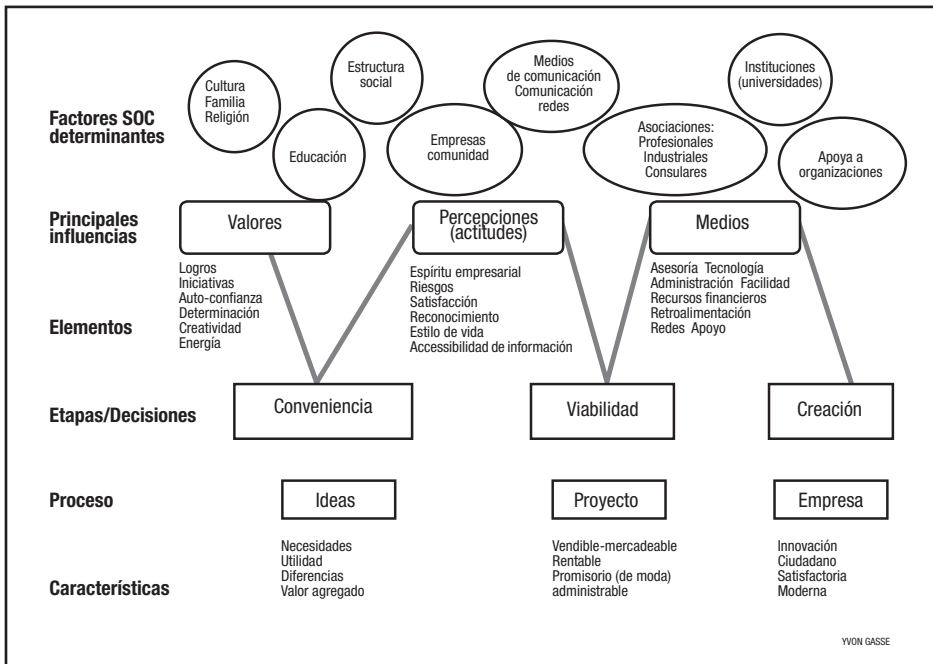 Factores SOC
determinantes
Cultura
Familia
Religión
Educación
Estructura
social
Empresas
comunidad
Medios
de comunicación
Comunicación
redes
Asociaciones:
Profesionales
Industriales
Consulares
Instituciones
(universidades)
Apoya a
organizaciones
Principales
influencias
Valores
Percepciones
(actitudes)
Medios
Elementos
Logros
Iniciativas
Auto-confianza
Determinación
Creatividad
Energía
Espíritu empresarial
Riesgos
Satisfacción
Reconocimiento
Estilo de vida
Accessibilidad de información
Asesoría Tecnología
Administración Facilidad
Recursos financieros
Retroalimentación
Redes Apoyo
Etapas/Decisiones
Conveniencia
Viabilidad
Creación
Proceso
Ideas
Proyecto
Empresa
Características
Necesidades
Utilidad
Diferencias
Valor agregado
Vendible-mercadeable
Rentable
Promisorio (de moda)
administrable
Innovación
Ciudadano
Satisfactoria
Moderna
YVON GASSE